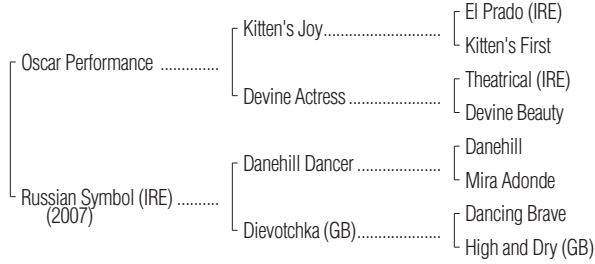 El Prado (IRE)
Kitten's Joy........................
Kitten's First
Oscar Performance ..............
Theatrical (IRE)
Devine Actress ......................
Devine Beauty
Danehill
Danehill Dancer ....................
Mira Adonde
Russian Symbol (IRE) ..........
(2007)
Dancing Brave
Dievotchka (GB)....................
High and Dry (GB)